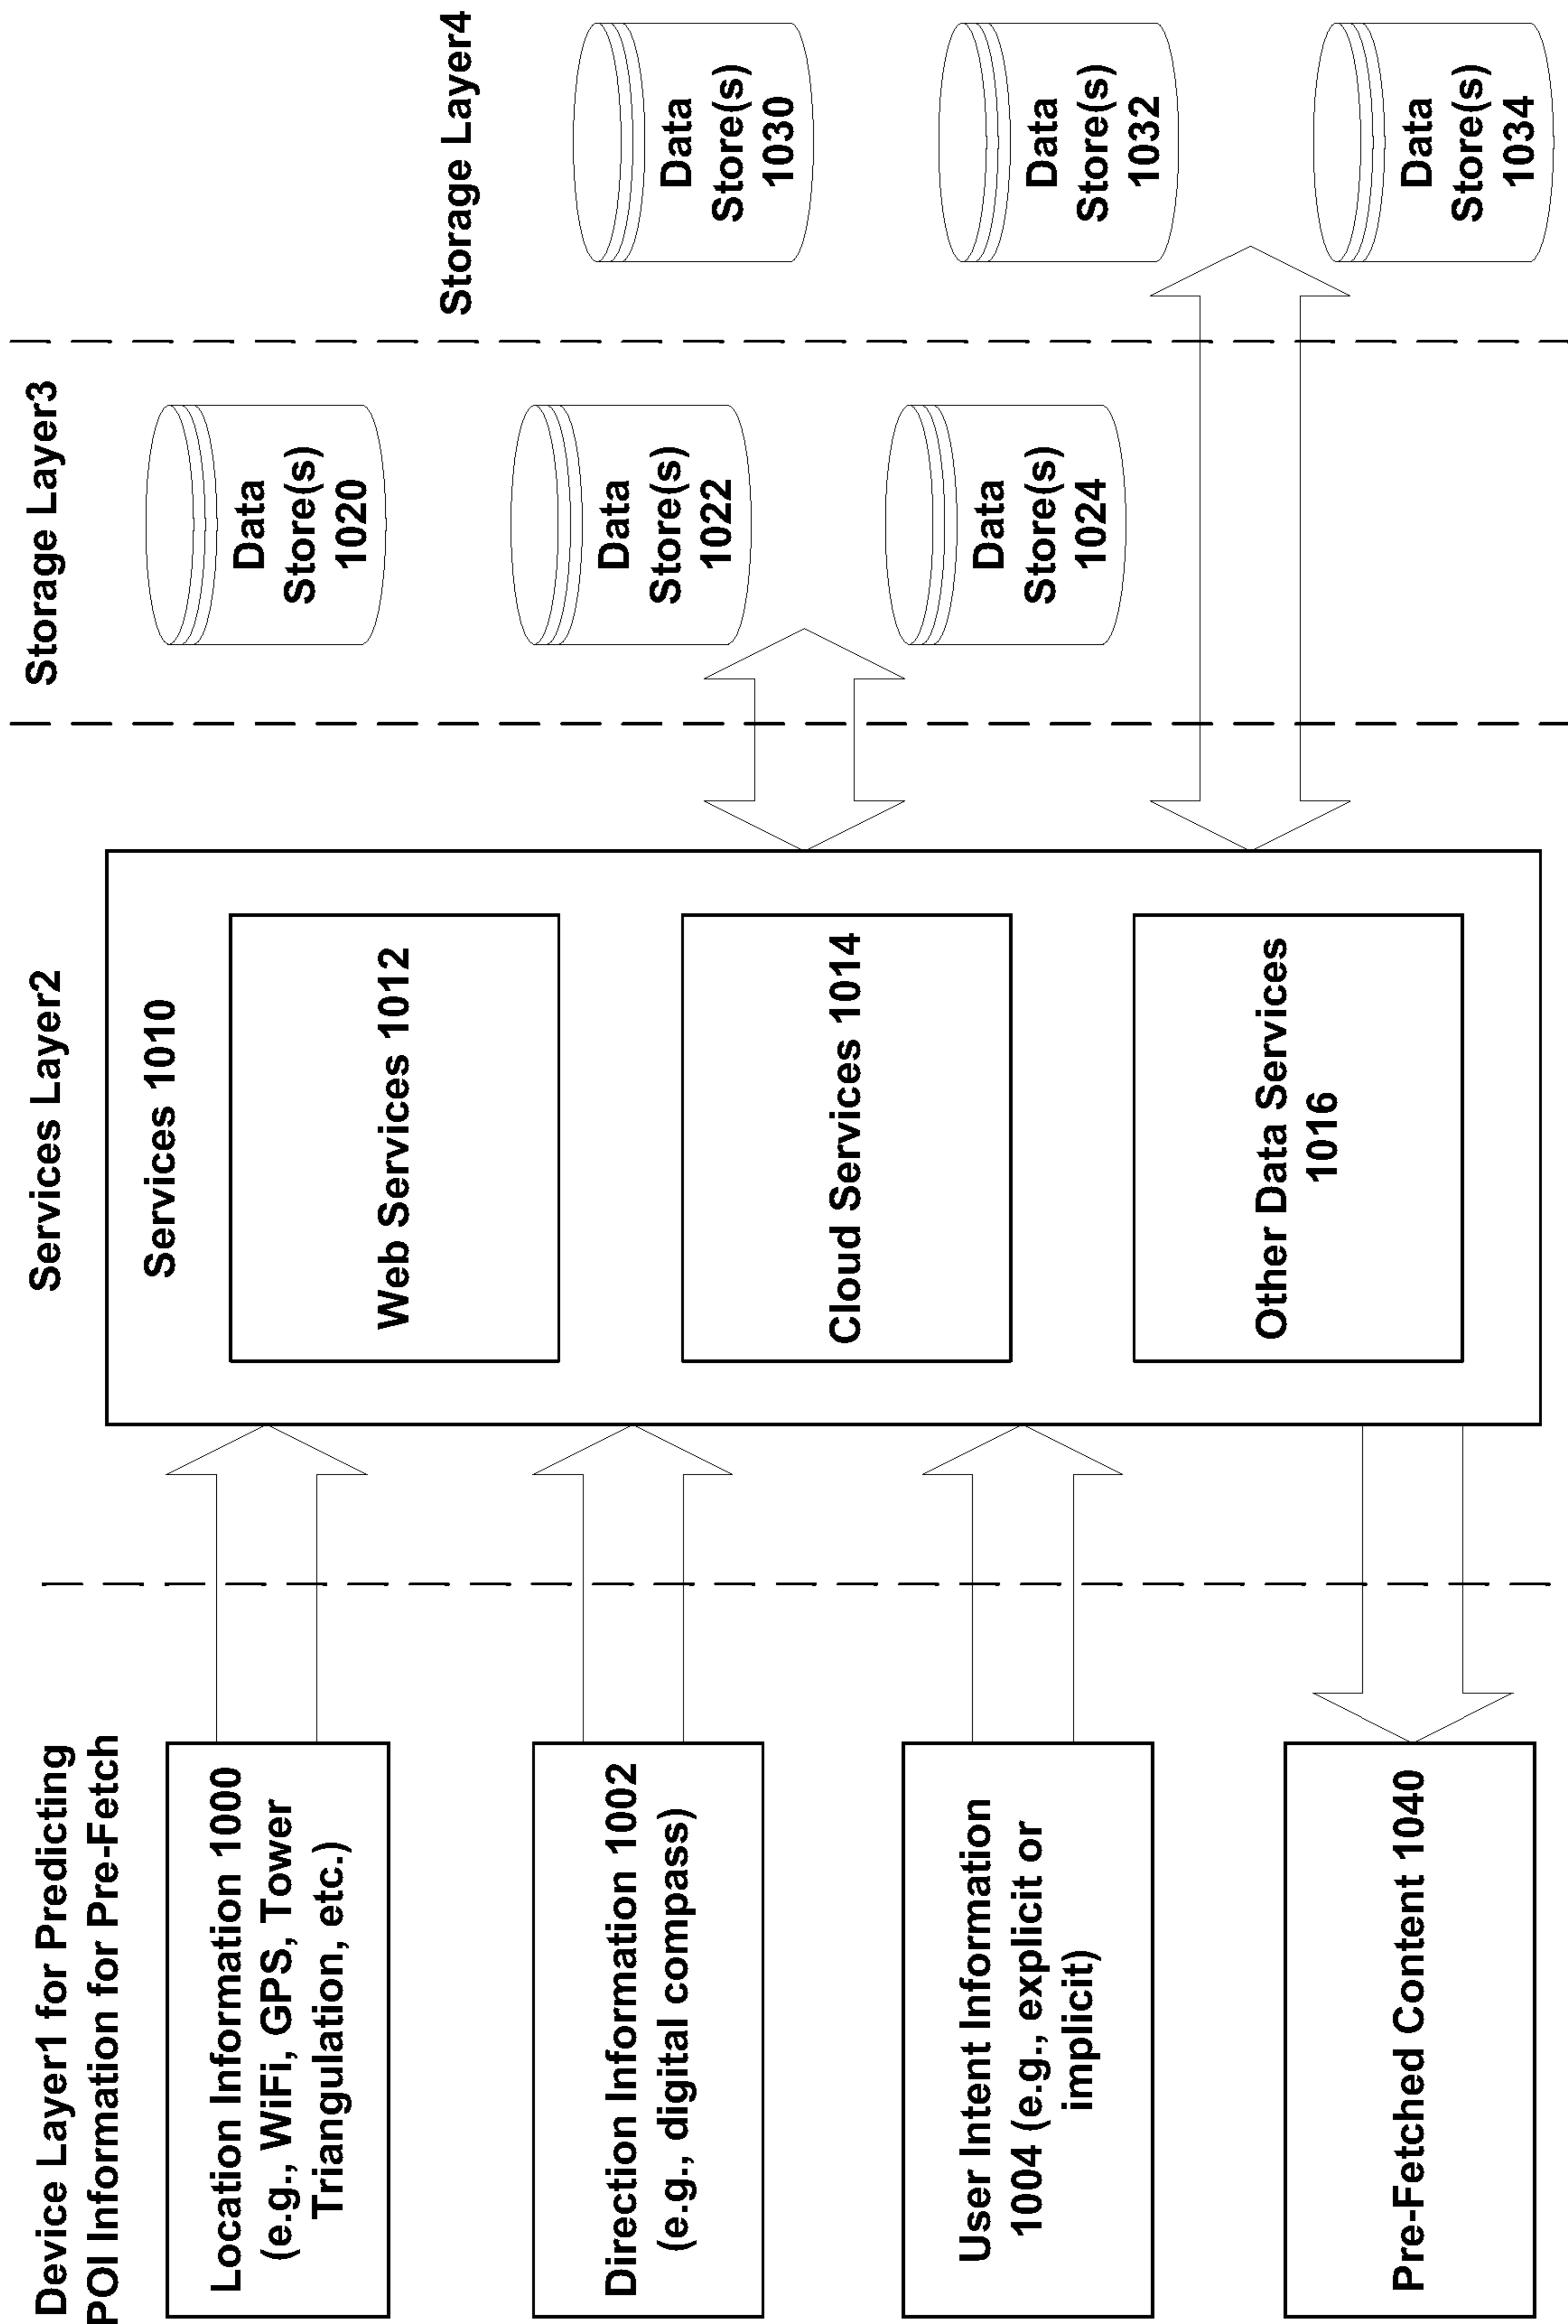 Device Layer1 for Predicting
POI Information for Pre-Fetch
Location Information 1000
(e.g., WiFi, GPS, Tower
Triangulation, etc.)
Direction Information 1002
(e.g., digital compass)
User Intent Information
1004 (e.g., explicit or
implicit)
Pre-Fetched Content 1040
Services Layer2
Services 1010
Web Services 1012
Cloud Services 1014
Other Data Services
1016
Storage Layer3
Data
Store(s)
1020
Data
Store(s)
1022
Data
Store(s)
1024
Storage Layer4
Data
Store(s)
1030
Data
Store(s)
1032
Data
Store(s)
1034